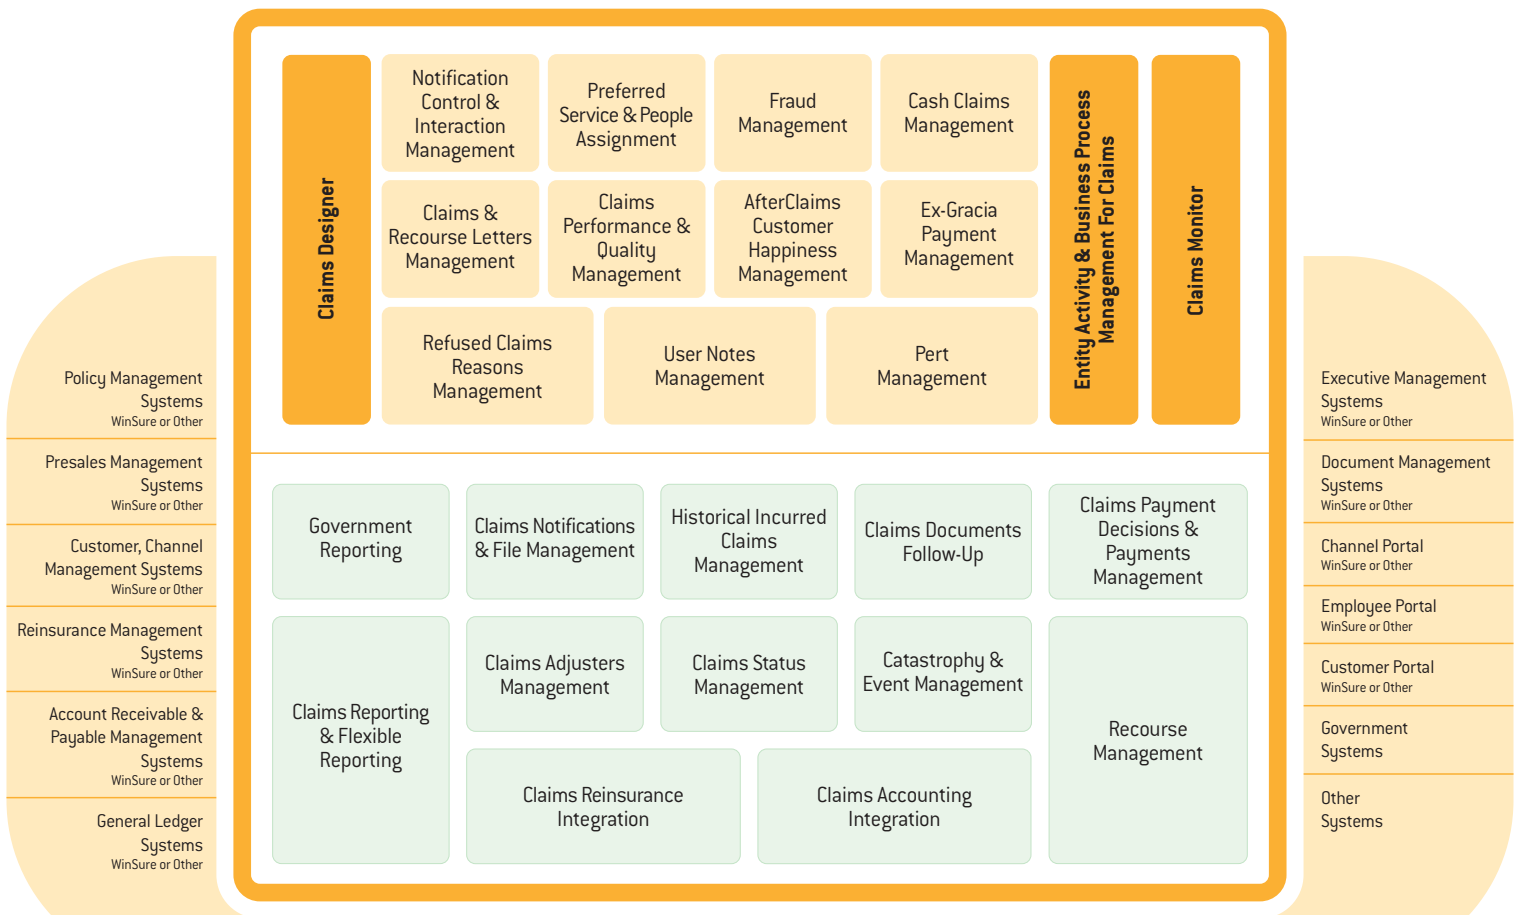 Claims Designer
Notification
Control &
Interaction
Management
Preferred
Service & People
Assignment
Fraud
Management
Cash Claims
Management
Claims &
Recourse Letters
Management
Claims
Performance &
Quality
Management
AfterClaims
Customer
Happiness
Management
Ex-Gracia
Payment
Management
Refused Claims
Reasons
Management
User Notes
Management
Pert
Management
Entity Activity & Business Process
Management For Claims
Claims Monitor
Policy Management
Systems
WinSure or Other
Presales Management
Systems
WinSure or Other
Customer, Channel
Management Systems
WinSure or Other
Reinsurance Management
Systems
WinSure or Other
Account Receivable &
Payable Management
Systems
WinSure or Other
General Ledger
Systems
WinSure or Other
Government
Reporting
Claims Notifications
& File Management
Historical Incurred
Claims
Management
Claims Documents
Follow-Up
Claims Payment
Decisions &
Payments
Management
Claims Reporting
& Flexible
Reporting
Claims Adjusters
Management
Claims Status
Management
Catastrophy &
Event Management
Recourse
Management
Claims Reinsurance
Integration
Claims Accounting
Integration
Executive Management
Systems
WinSure or Other
Document Management
Systems
WinSure or Other
Channel Portal
WinSure or Other
Employee Portal
WinSure or Other
Customer Portal
WinSure or Other
Government
Systems
Other
Systems